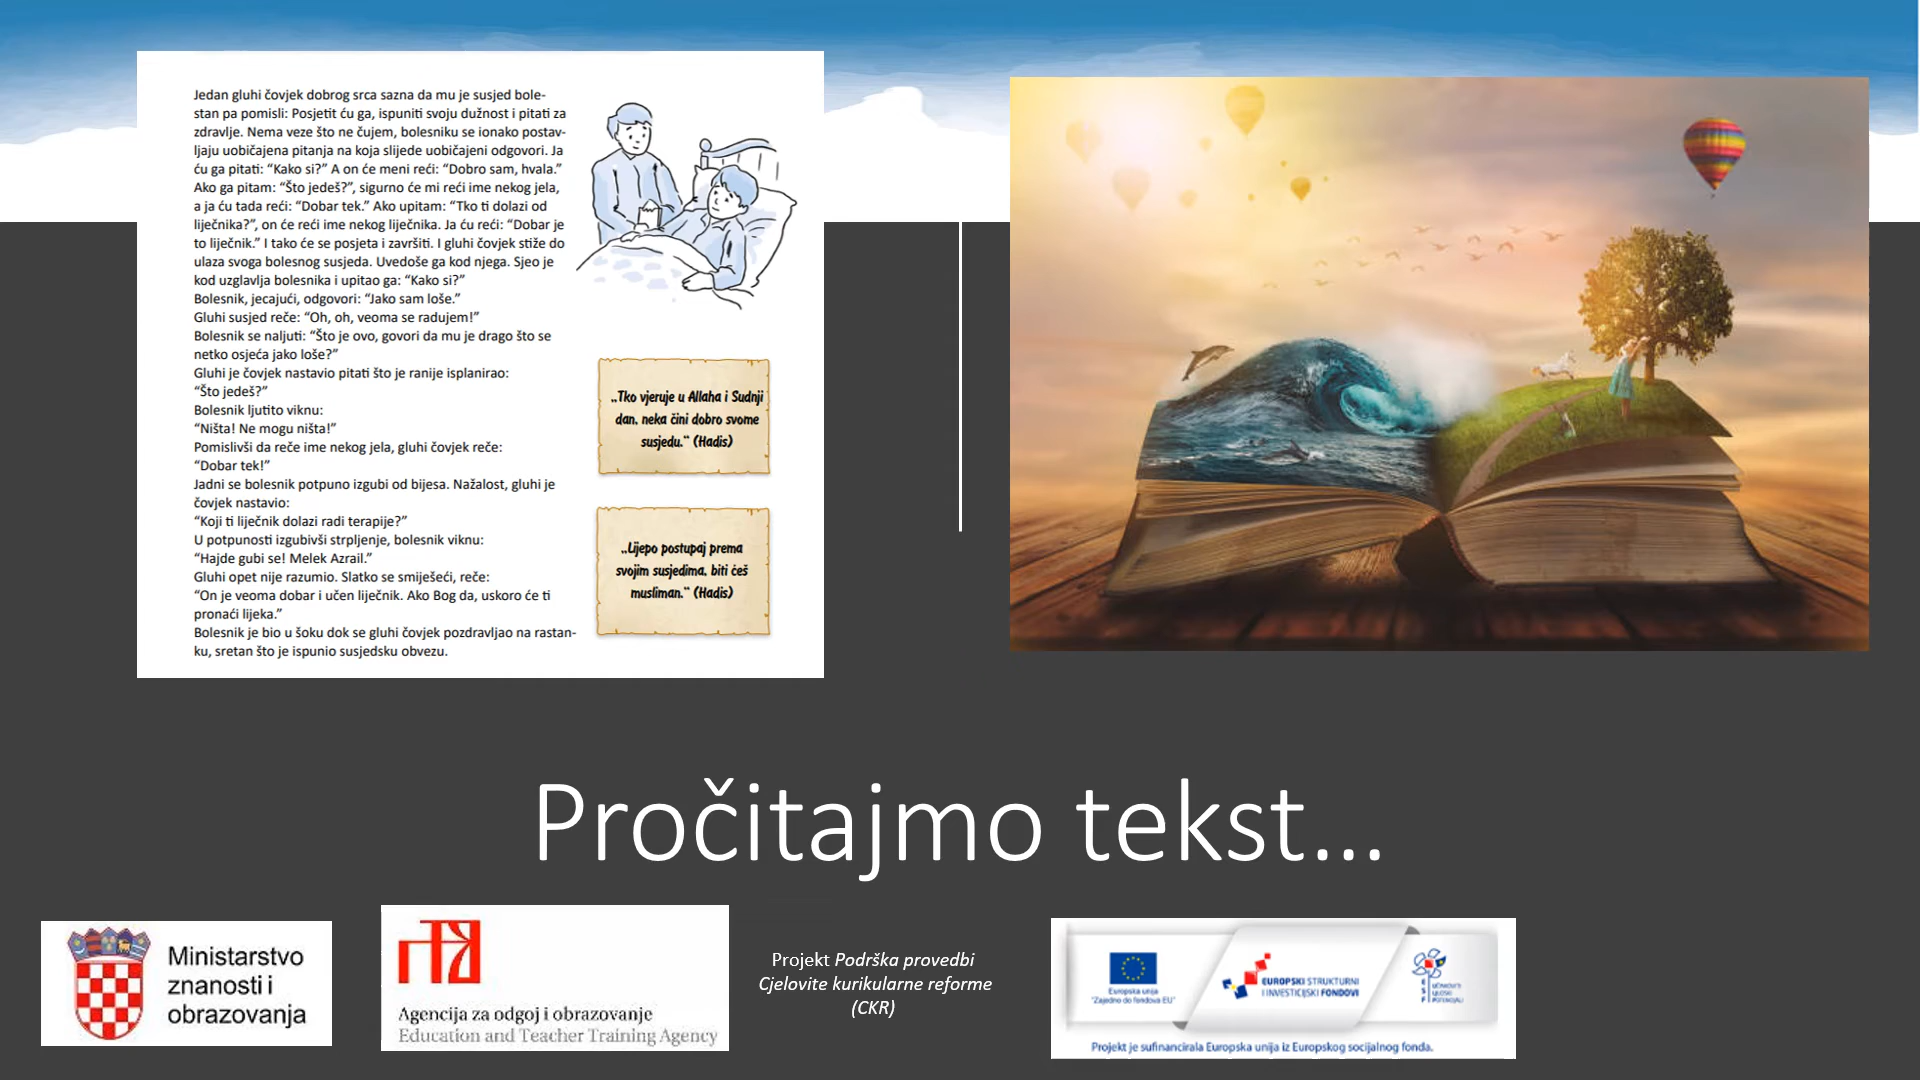 Jedan gluhi čovjek dobrog srca sazna da mu je susjed bole-
stan pa pomisli: Posjetit ću ga, ispuniti svoju dužnost i pitati za
zdravlje. Nema veze što ne čujem, bolesniku se ionako postav-
ljaju uobičajena pitanja na koja slijede uobičajeni odgovori. Ja
ću ga pitati: “Kako si?” A on će meni reći: “Dobro sam, hvala.”
Ako ga pitam: “Što jedeš?”, sigurno će mi reći ime nekog jela,
a ja ću tada reći: “Dobar tek.” Ako upitam: “Tko ti dolazi od
liječnika?”, on će reći ime nekog liječnika. Ja ću reći: “Dobar je
to liječnik.” I tako će se posjeta i završiti. I gluhi čovjek stiže do
ulaza svoga bolesnog susjeda. Uvedoše ga kod njega. Sjeo je
kod uzglavlja bolesnika i upitao ga: “Kako si?”
Bolesnik, jecajući, odgovori: “Jako sam loše.”
Gluhi susjed reče: “Oh, oh, veoma se radujem!”
Bolesnik se naljuti: “Što je ovo, govori da mu je drago što se
netko osjeća jako loše?”
Gluhi je čovjek nastavio pitati što je ranije isplanirao:
“Što jedeš?”
Bolesnik ljutito viknu:
“Ništa! Ne mogu ništa!”
Pomislivši da reče ime nekog jela, gluhi čovjek reče:
“Dobar tek!”
Jadni se bolesnik potpuno izgubi od bijesa. Nažalost, gluhi je
čovjek nastavio:
“Koji ti liječnik dolazi radi terapije?”
U potpunosti izgubivši strpljenje, bolesnik viknu:
“Hajde gubi se! Melek Azrail.”
Gluhi opet nije razumio. Slatko se smiješeći, reče:
“On je veoma dobar i učen liječnik. Ako Bog da, uskoro će ti
pronaći lijeka.”
Bolesnik je bio u šoku dok se gluhi čovjek pozdravljao na rastan-
ku, sretan što je ispunio susjedsku obvezu.
„Tko vjeruje u Allaha i Sudnji
dan, neka čini dobro svome
susjedu.“ (Hadis)
„Lijepo postupaj prema
svojim susjedima, biti ćeš
musliman.“ (Hadis)
Pročitajmo tekst...
Ministarstvo
znanosti i
obrazovanja
Agencija za odgoj i obrazovanje
Education and Teacher Training Agency
Projekt Podrška provedbi
Cjelovite kurikularne reforme
(CKR)
Europska unija
"Zajedno do fondova EU"
EUROPSKI STRUKTURNI
I INVESTICIJSKI FONDOVI
Projekt je sufinancirala Europska unija iz Europskog socijalnog fonda.